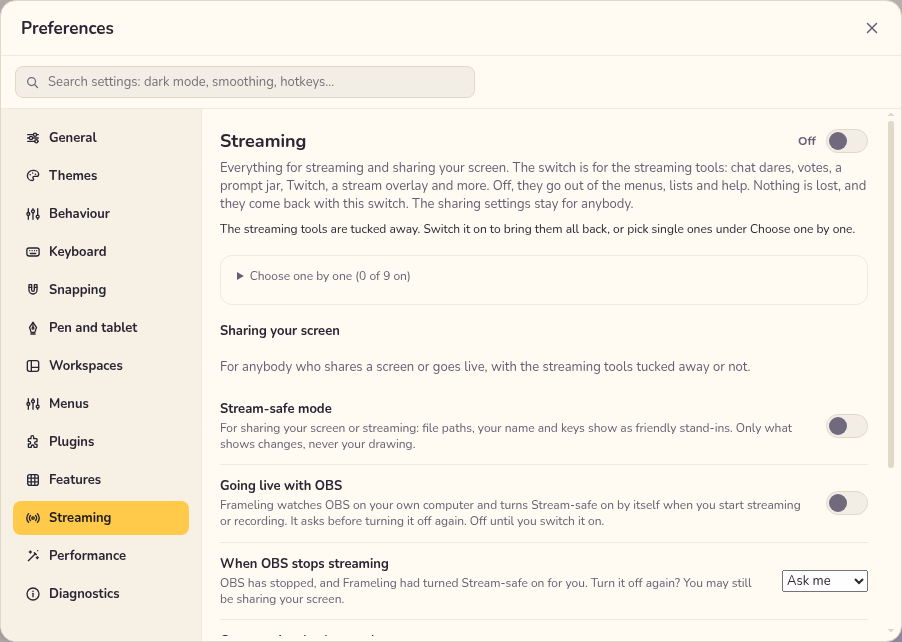 Preferences
Search settings: dark mode, smoothing, hotkeys...
General
Themes
Behaviour
Keyboard
Snapping
Pen and tablet
Workspaces
Menus
Plugins
Features
Streaming
Performance
Diagnostics
Streaming
Off
Everything for streaming and sharing your screen. The switch is for the streaming tools: chat dares, votes, a
prompt jar, Twitch, a stream overlay and more. Off, they go out of the menus, lists and help. Nothing is lost, and
they come back with this switch. The sharing settings stay for anybody.
The streaming tools are tucked away. Switch it on to bring them all back, or pick single ones under Choose one by one.
Choose one by one (0 of 9 on)
Sharing your screen
For anybody who shares a screen or goes live, with the streaming tools tucked away or not.
Stream-safe mode
For sharing your screen or streaming: file paths, your name and keys show as friendly stand-ins. Only what
shows changes, never your drawing.
Going live with OBS
Frameling watches OBS on your own computer and turns Stream-safe on by itself when you start streaming
or recording. It asks before turning it off again. Off until you switch it on.
When OBS stops streaming
OBS has stopped, and Frameling had turned Stream-safe on for you. Turn it off again? You may still
be sharing your screen.
Ask me